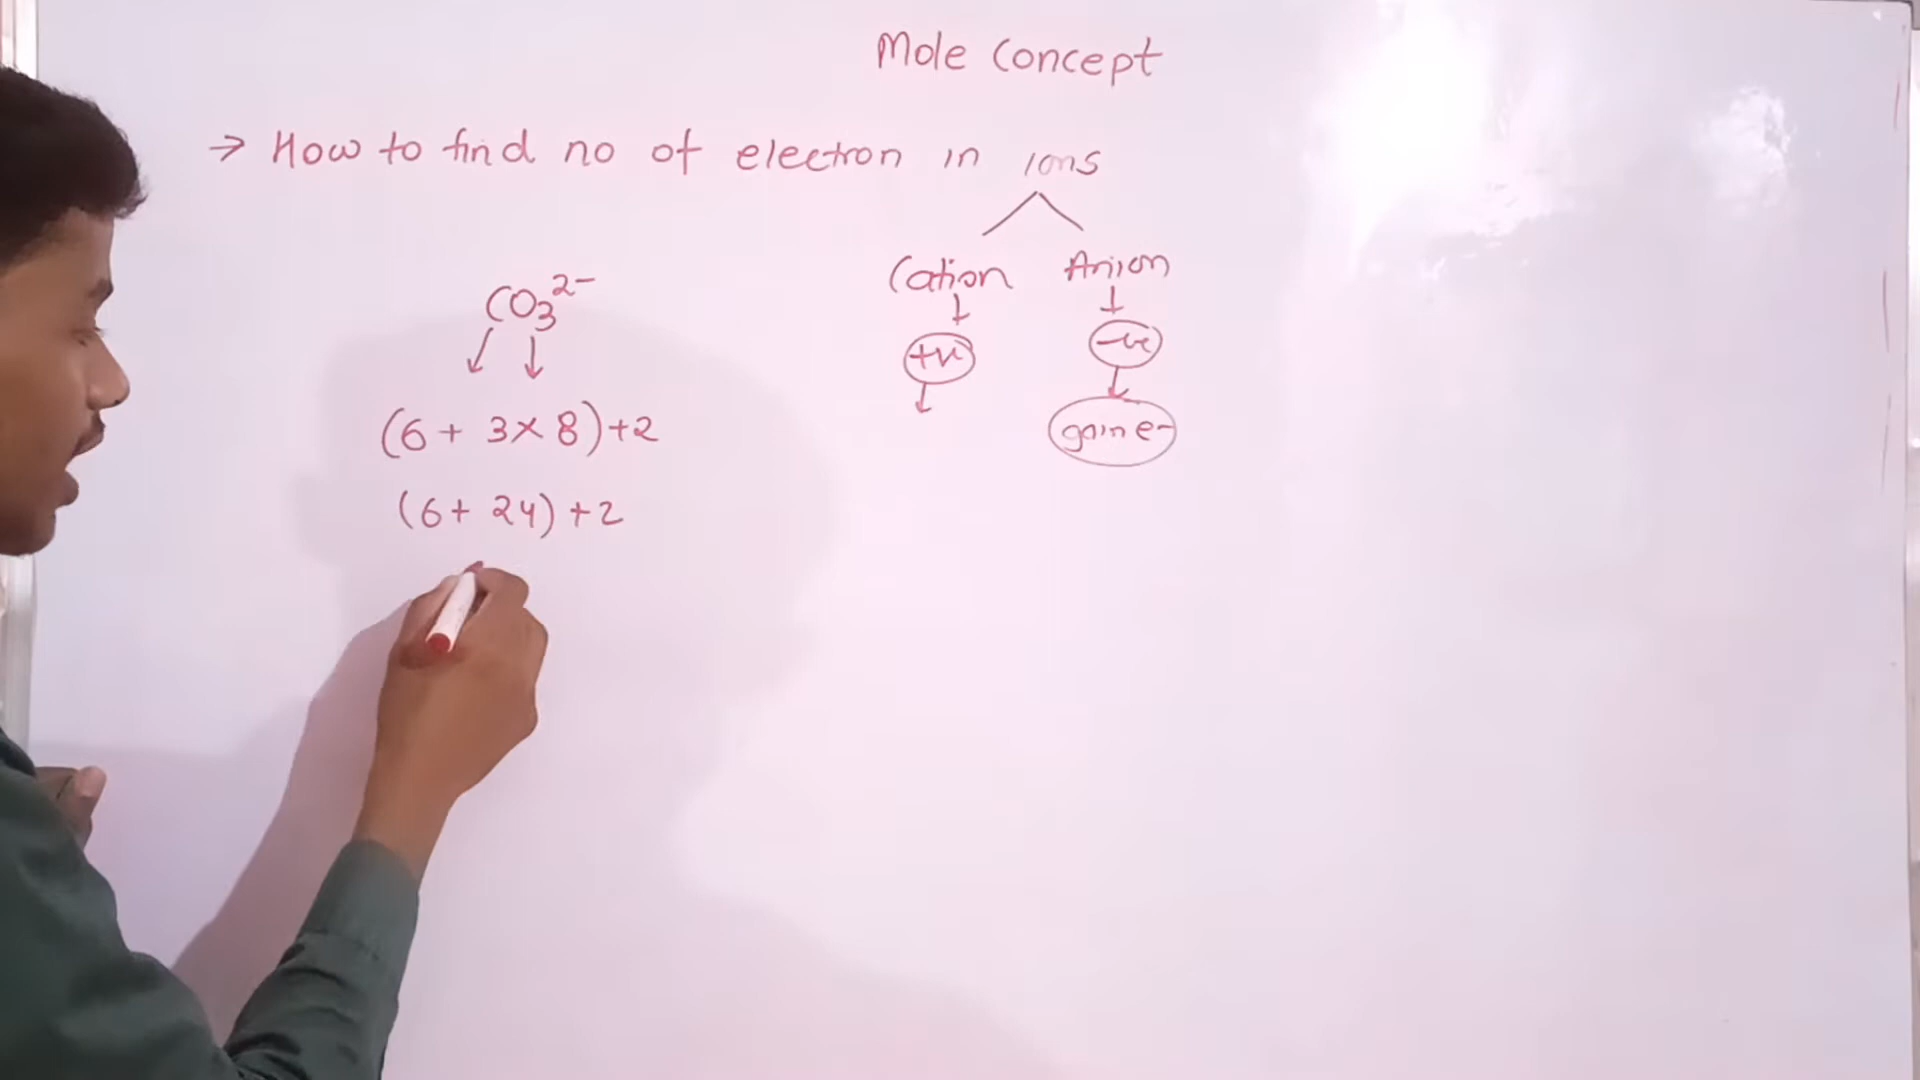 Mole Concept
→ How to find no of electron in ions
Cation Anion
CO₃²⁻
+ve -ve
(6 + 3×8)+2
gain e-
(6+ 24) +2